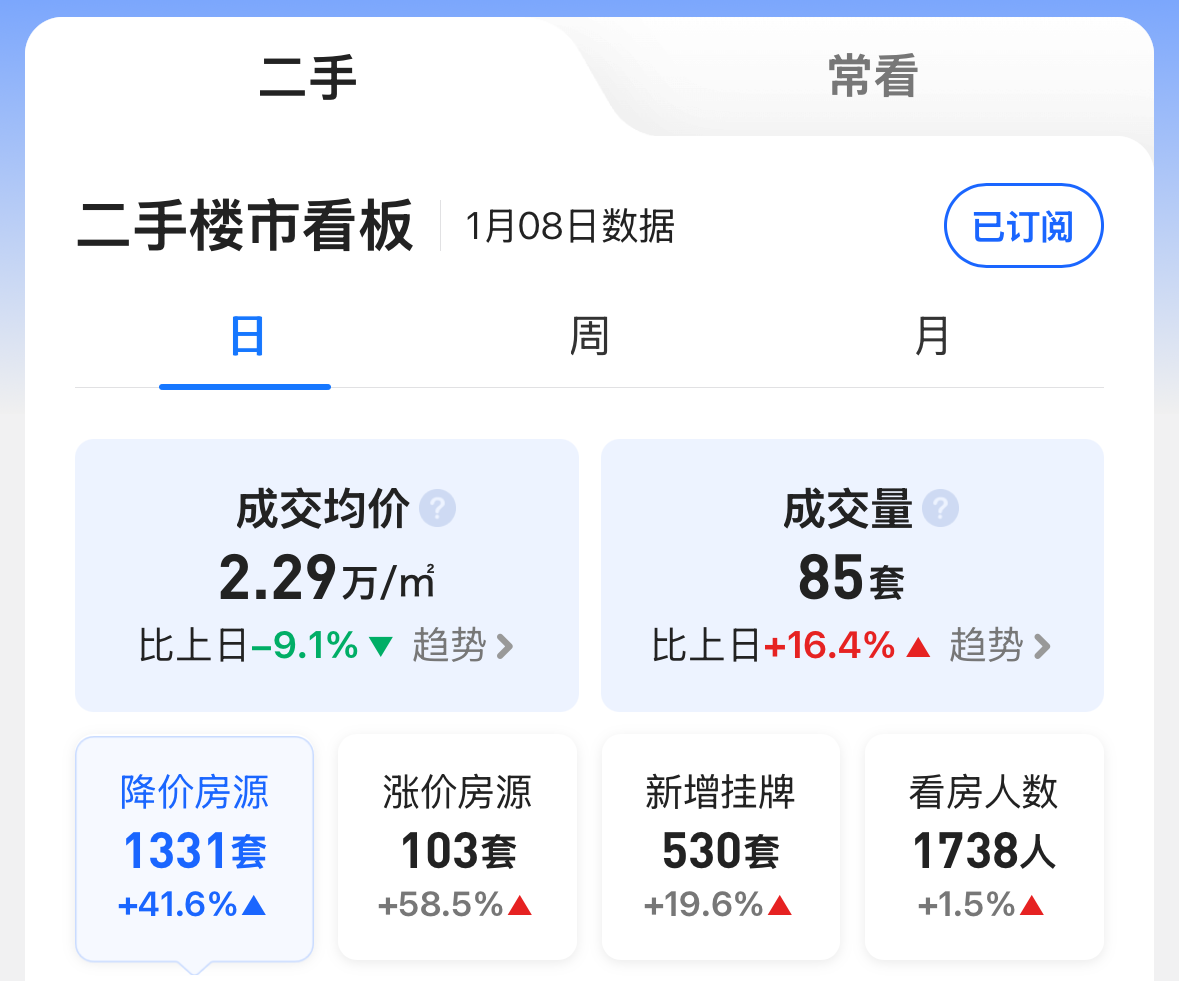 二手 常看
二手楼市看板 1月08日数据 已订阅
日 周 月
成交均价 ? 成交量 ?
2.29万/㎡ 85套
比上日-9.1%▼ 趋势 > 比上日+16.4%▲ 趋势 >
降价房源 涨价房源 新增挂牌 看房人数
1331套 103套 530套 1738人
+41.6%▲ +58.5%▲ +19.6%▲ +1.5%▲